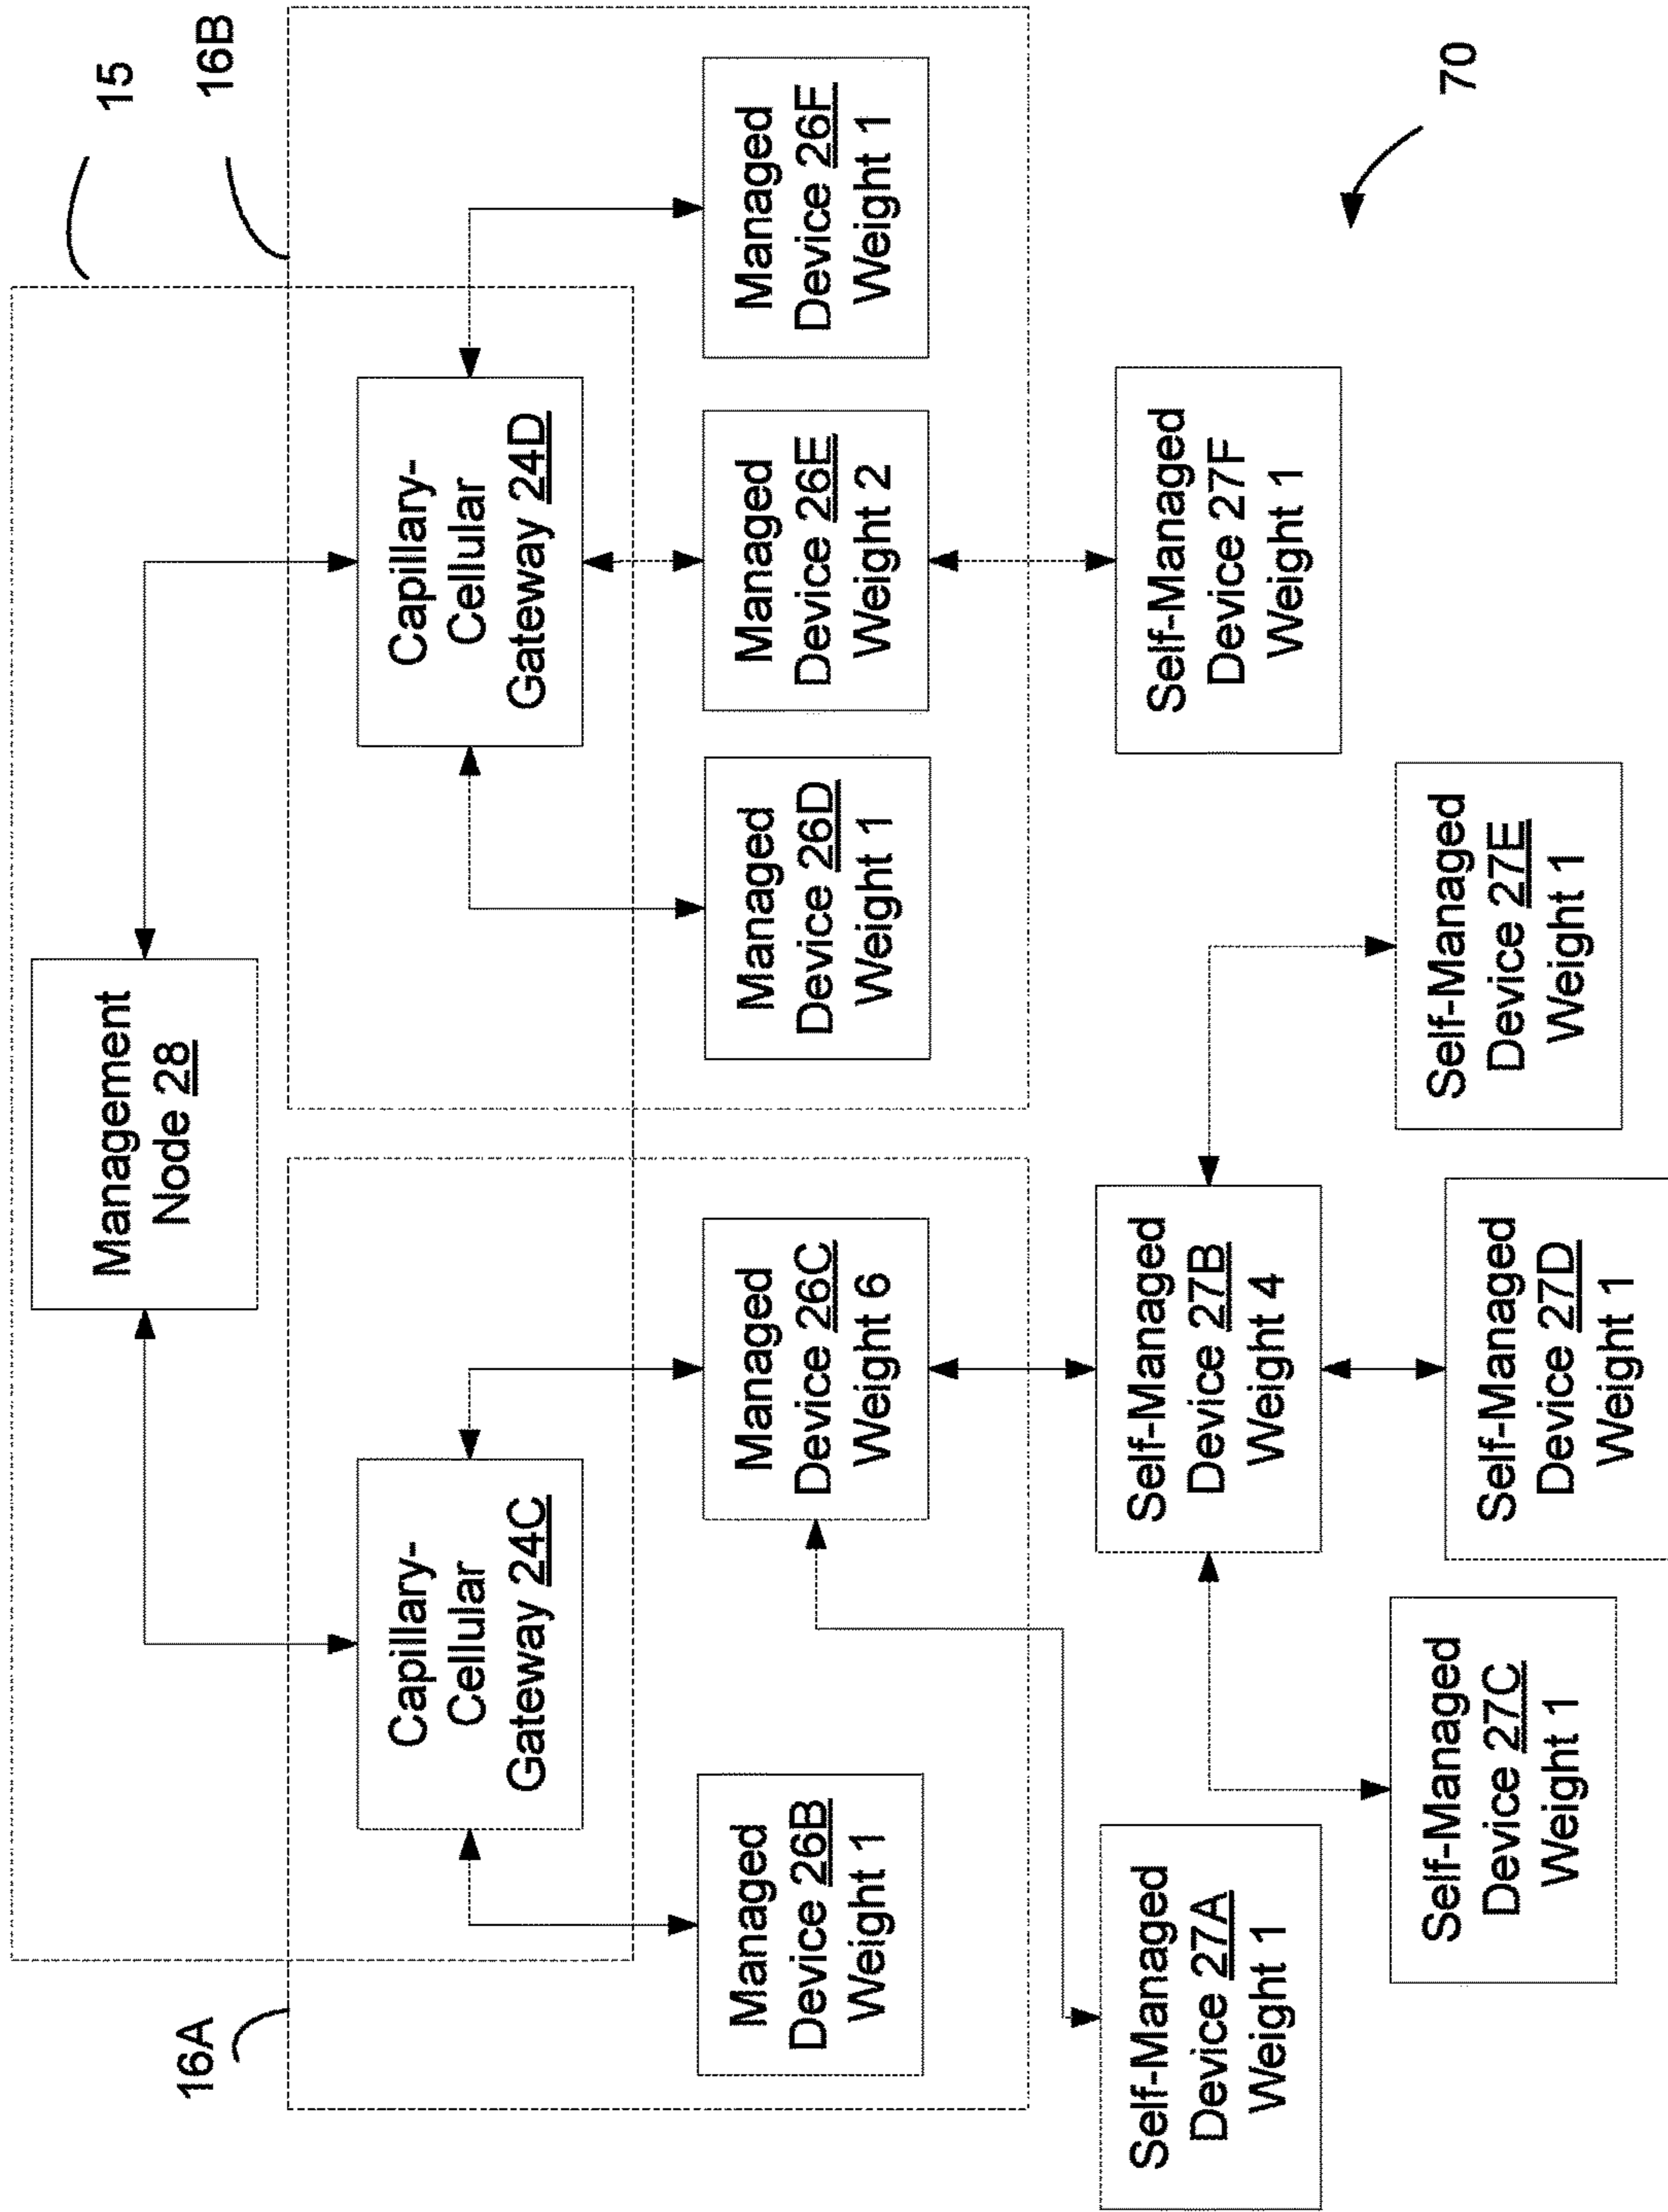 15
16B
Management
Node 28
16A
Capillary-
Cellular
Gateway 24C
Capillary-
Cellular
Gateway 24D
Managed
Device 26B
Weight 1
Managed
Device 26C
Weight 6
Managed
Device 26D
Weight 1
Managed
Device 26E
Weight 2
Managed
Device 26F
Weight 1
Self-Managed
Device 27A
Weight 1
Self-Managed
Device 27B
Weight 4
Self-Managed
Device 27F
Weight 1
Self-Managed
Device 27C
Weight 1
Self-Managed
Device 27D
Weight 1
Self-Managed
Device 27E
Weight 1
70